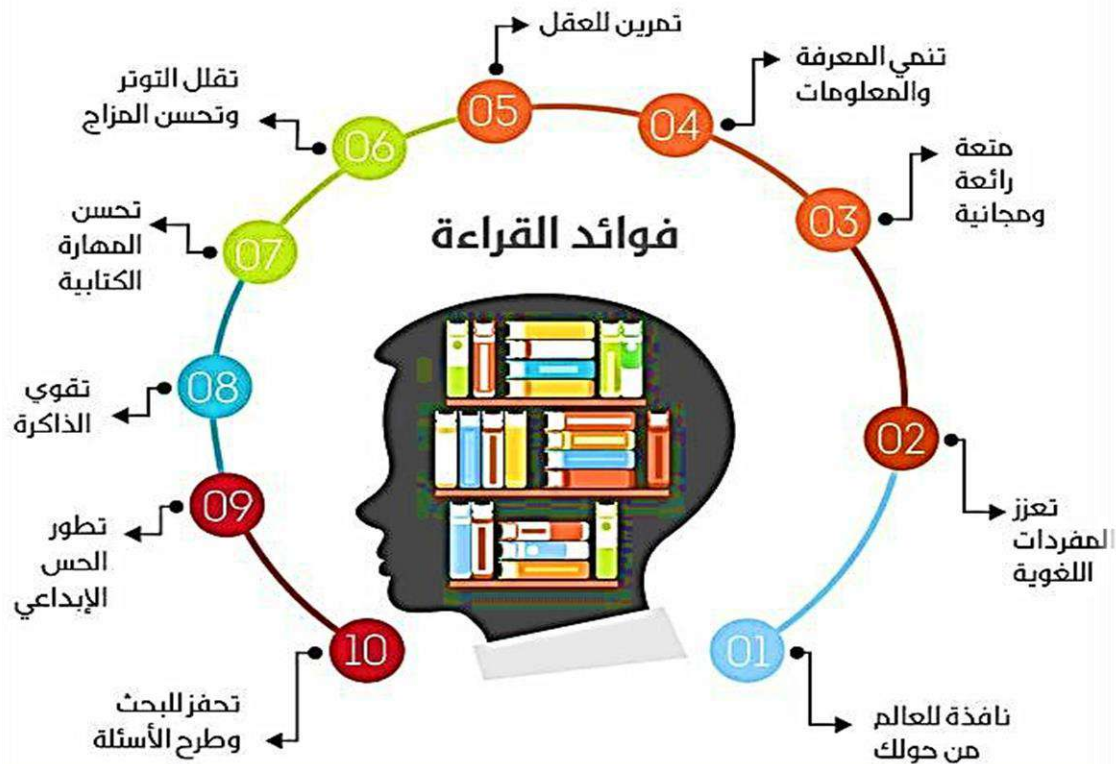 فوائد القراءة
01
نافذة للعالم
من حولك
02
تعزز
المفردات
اللغوية
03
متعة
رائعة
ومجانية
04
تنمي المعرفة
والمعلومات
05
تمرين للعقل
06
تقلل التوتر
وتحسن المزاج
07
تحسن
المهارة
الكتابية
08
تقوي
الذاكرة
09
تطور
الحس
الإبداعي
10
تحفز للبحث
وطرح الأسئلة